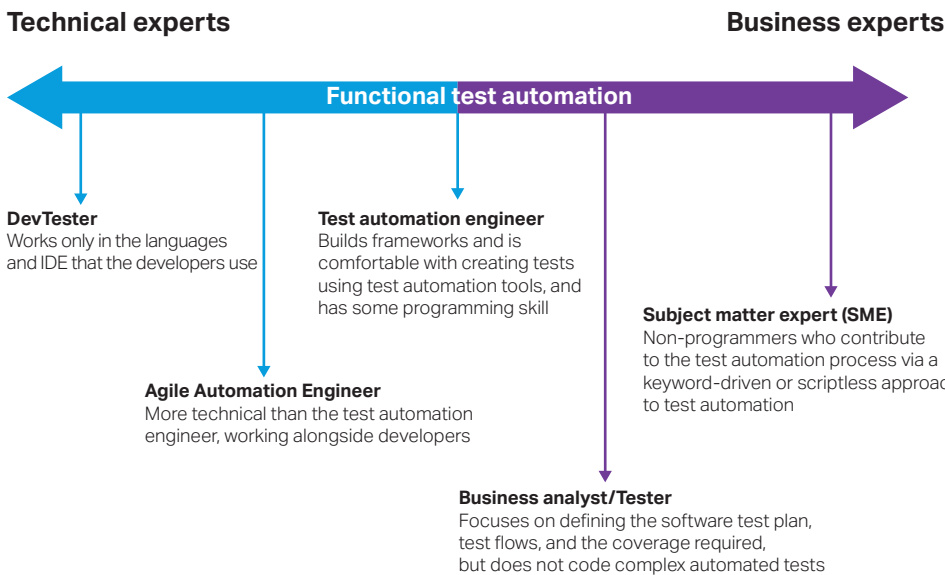 Technical experts
Business experts
Functional test automation
DevTester
Works only in the languages
and IDE that the developers use
Test automation engineer
Builds frameworks and is
comfortable with creating tests
using test automation tools, and
has some programming skill
Subject matter expert (SME)
Non-programmers who contribute
to the test automation process via a
keyword-driven or scriptless
to test automation
Agile Automation Engineer
More technical than the test automation
engineer, working alongside developers
Business analyst/Tester
Focuses on defining the software test plan,
test flows, and the coverage required,
but does not code complex automated tests